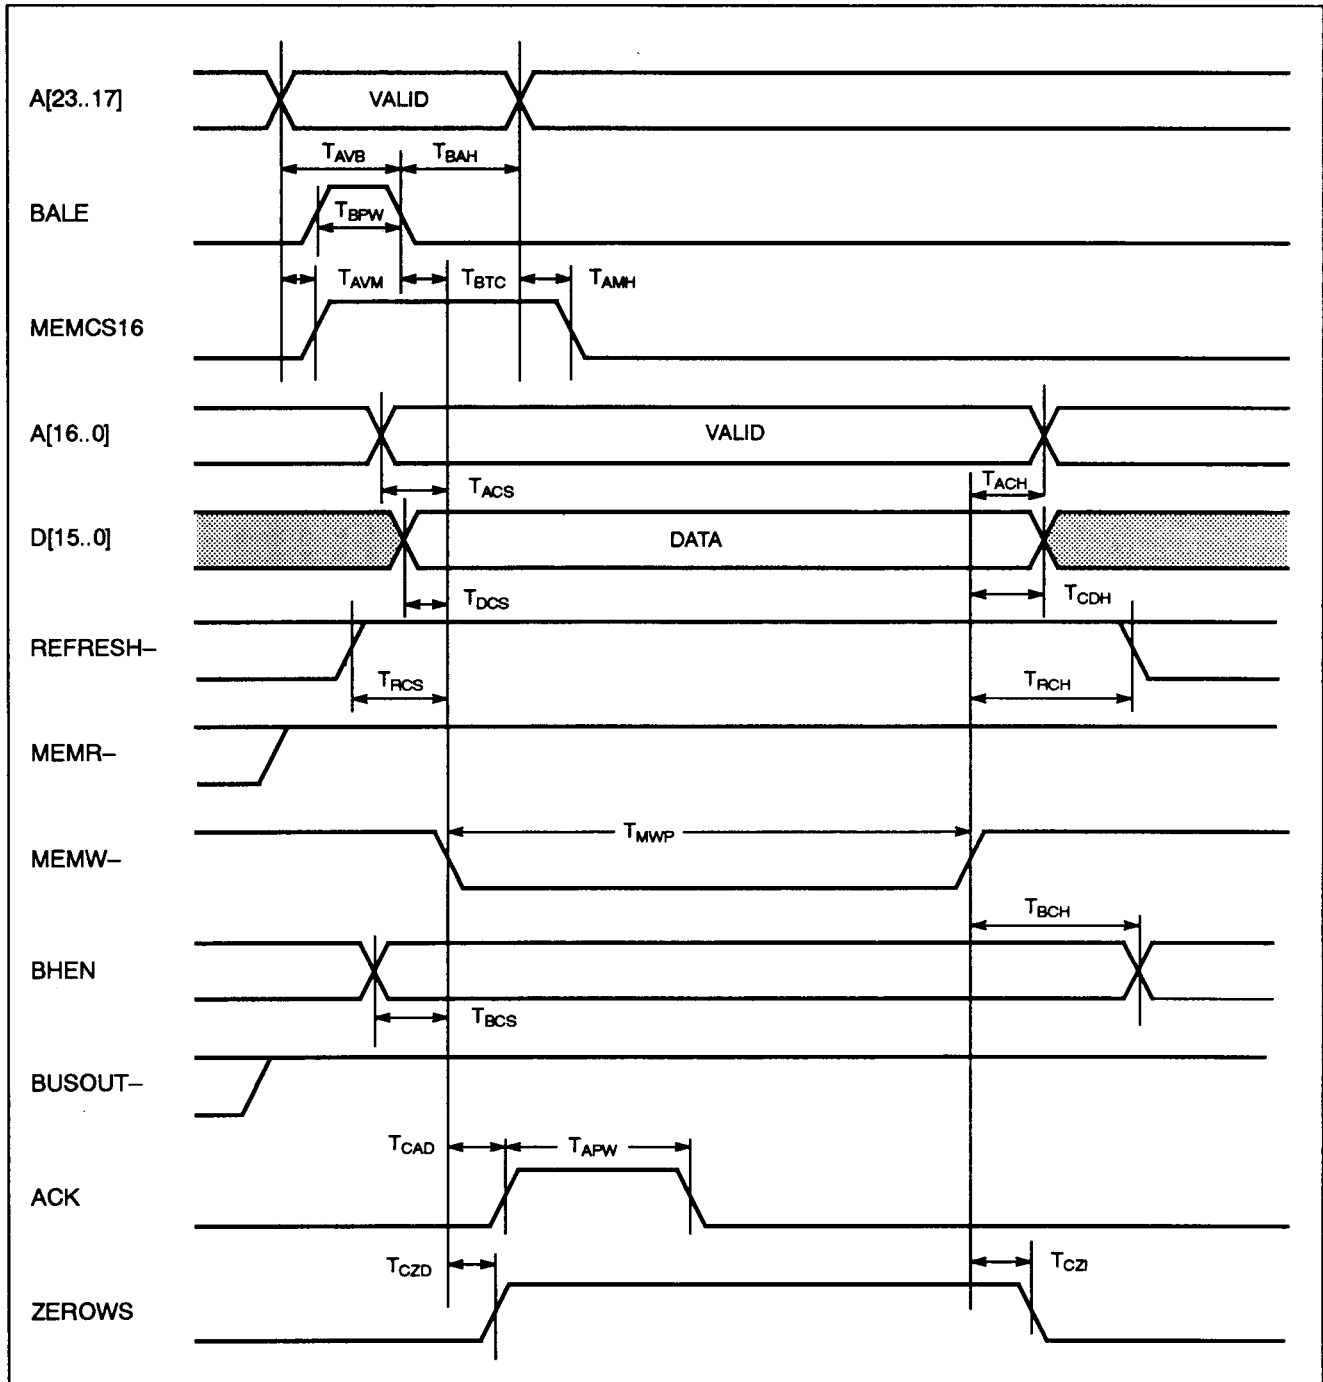 A[23..17]
VALID
TAVB
TBAH
BALE
TBPW
TAVM
TBTC
TAMH
MEMCS16
A[16..0]
VALID
TACS
TACH
D[15..0]
DATA
TDCS
TCDH
REFRESH–
TRCS
TRCH
MEMR–
TMWP
MEMW–
TBCH
BHEN
TBCS
BUSOUT–
TCAD
TAPW
ACK
TCZD
TCZI
ZEROWS